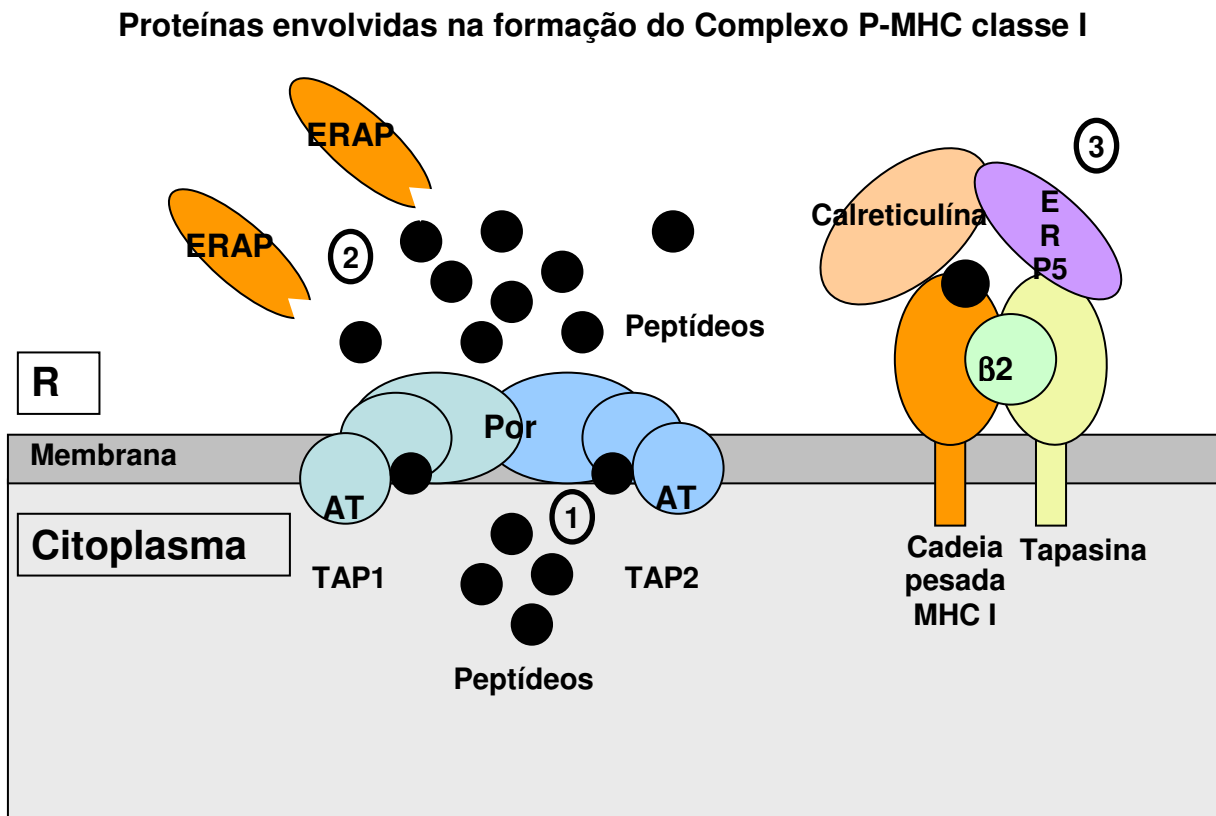 Proteínas envolvidas na formação do Complexo P-MHC classe I
ERAP
ERAP
2
3
Calreticulína
E
R
P5
Peptídeos
ß2
R
Por
Membrana
AT
AT
1
Citoplasma
TAP1
TAP2
Cadeia
pesada
MHC I
Tapasina
Peptídeos